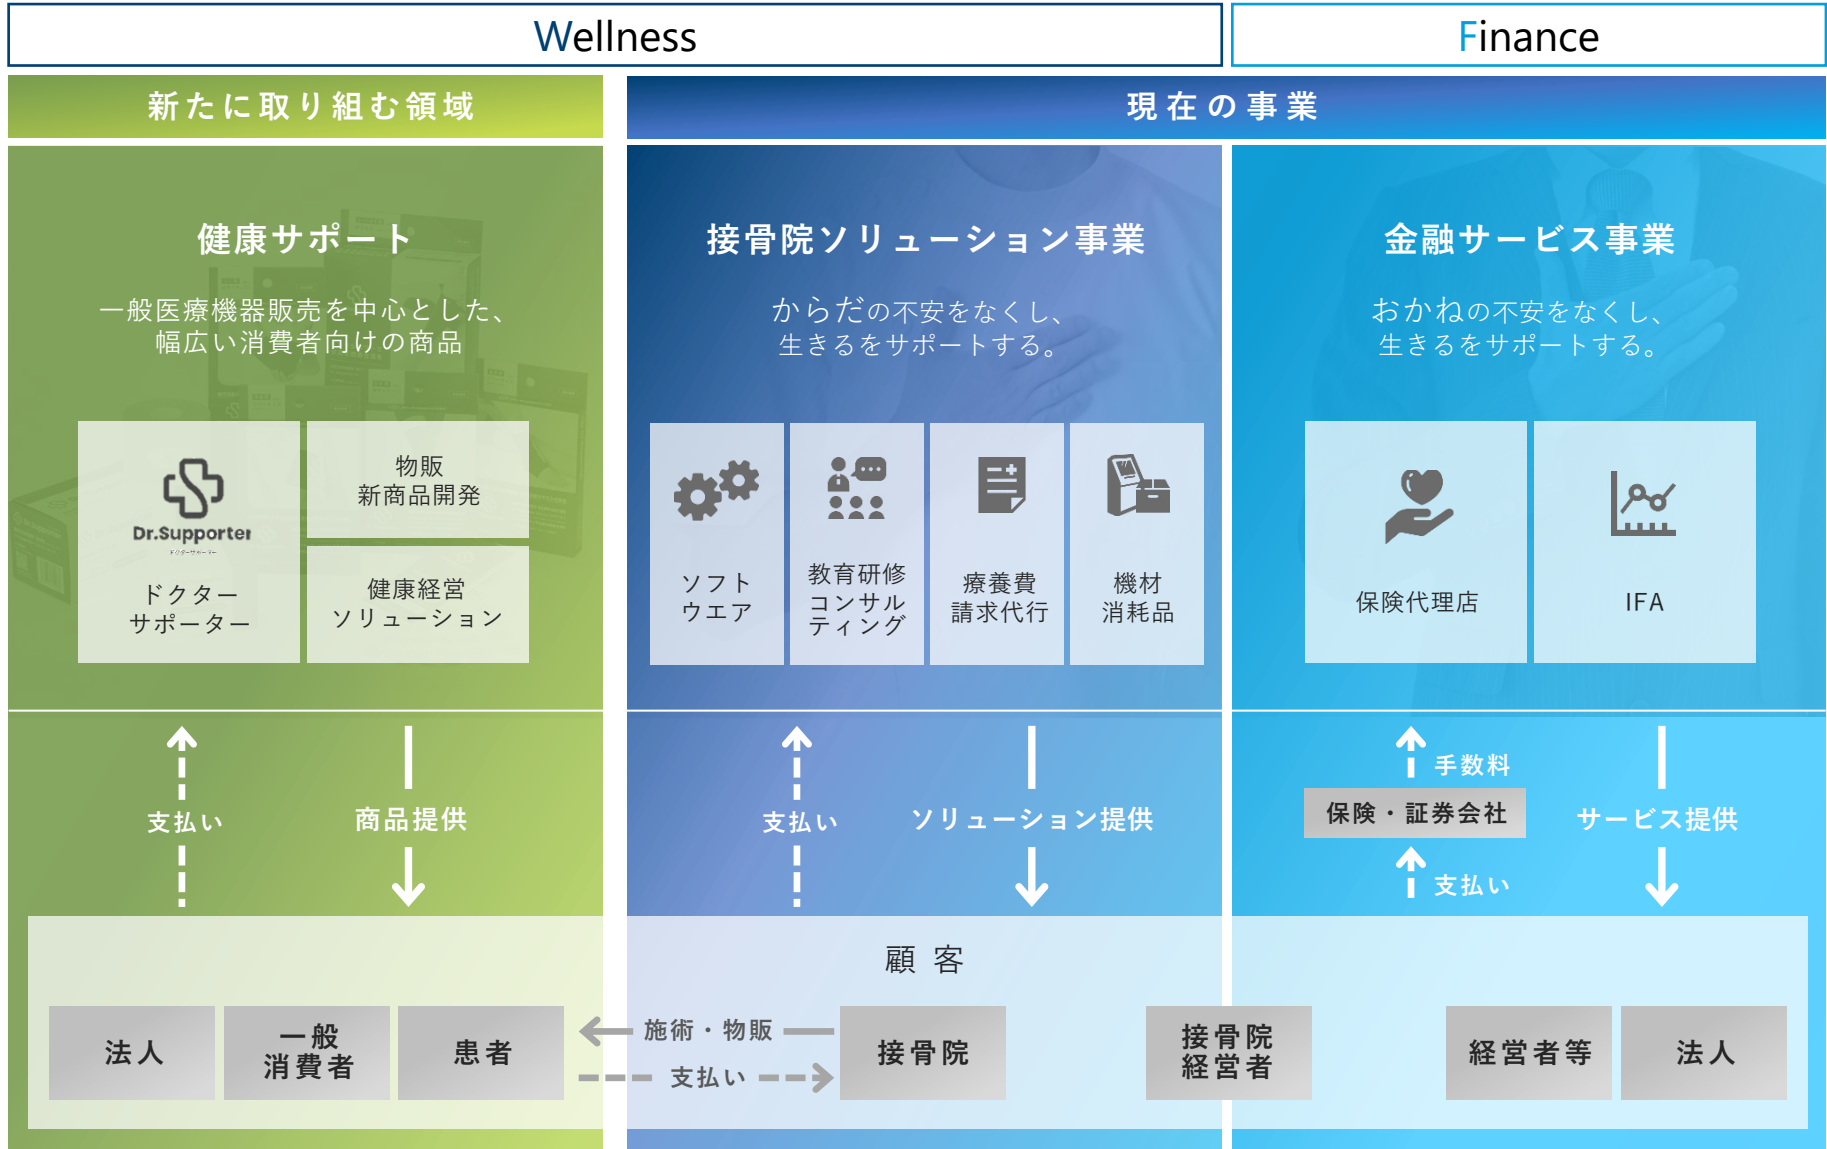 Wellness
Finance
新たに取り組む領域
現在の事業
健康サポート
一般医療機器販売を中心とした、
幅広い消費者向けの商品
Dr.Supporter
ドクターサポーター
ドクター
サポーター
物販
新商品開発
健康経営
ソリューション
接骨院ソリューション事業
からだの不安をなくし、
生きるをサポートする。
ソフト
ウエア
教育研修
コンサル
ティング
療養費
請求代行
機材
消耗品
金融サービス事業
おかねの不安をなくし、
生きるをサポートする。
保険代理店
IFA
支払い
商品提供
支払い
ソリューション提供
手数料
保険・証券会社
支払い
サービス提供
顧客
法人
一般
消費者
患者
施術・物販
支払い
接骨院
接骨院
経営者
経営者等
法人